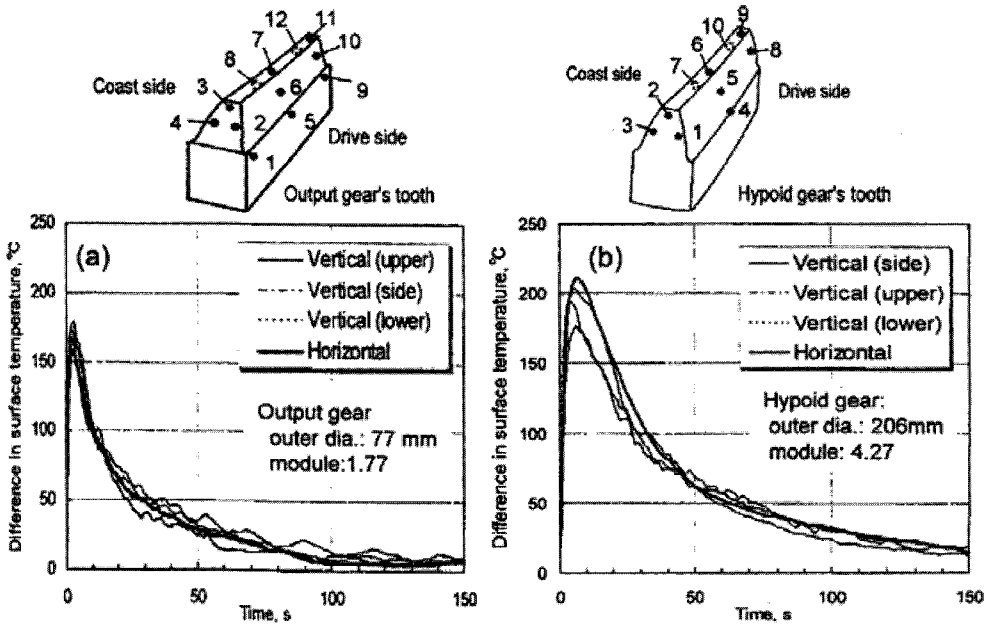 12
11
7
10
8
3
9
Coast side
6
4
2
5
1
Drive side
Output gear's tooth
9
10
6
8
7
Coast side
5
2
Drive side
3
4
1
Hypoid gear's tooth
250
200
150
100
50
0
Difference in surface temperature, °C
(a)
Vertical (upper)
Vertical (side)
Vertical (lower)
Horizontal
Output gear
outer dia.: 77 mm
module:1.77
0
50
100
150
Time, s
250
200
150
100
50
0
Difference in surface temperature, °C
(b)
Vertical (side)
Vertical (upper)
Vertical (lower)
Horizontal
Hypoid gear:
outer dia.: 206mm
module: 4.27
0
50
100
150
Time, s